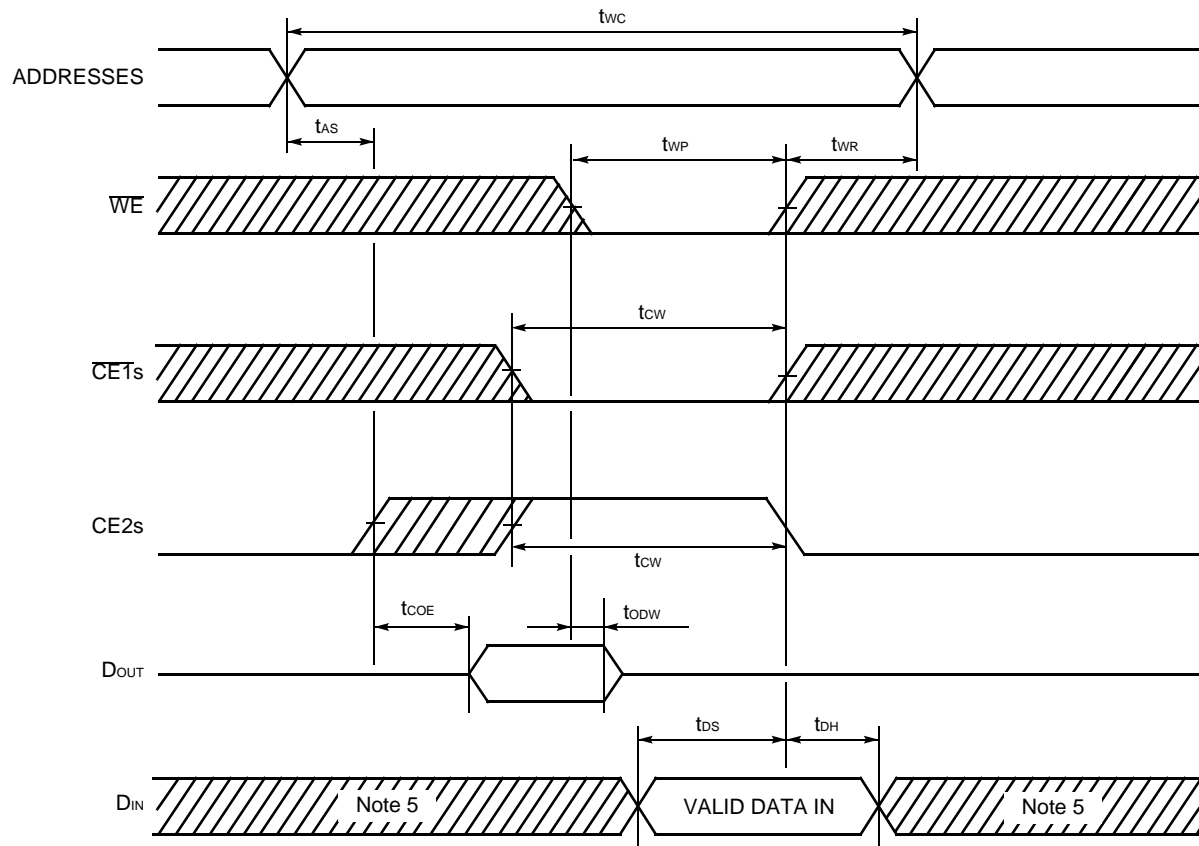 tWC
ADDRESSES
tAS
tWP
tWR
WE
tCW
CE1s
CE2s
tCW
tCOE
tODW
DOUT
tDS
tDH
DIN
Note 5
VALID DATA IN
Note 5